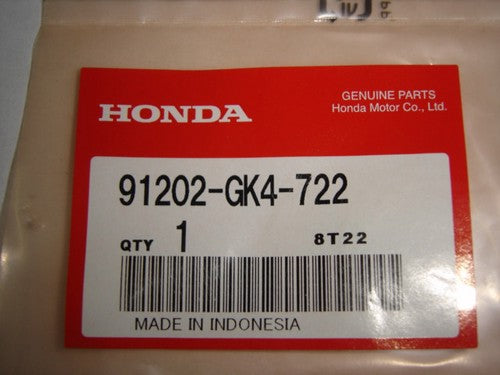 HONDA
GENUINE PARTS
Honda Motor Co., Ltd.
91202-GK4-722
QTY 1 8T22
MADE IN INDONESIA